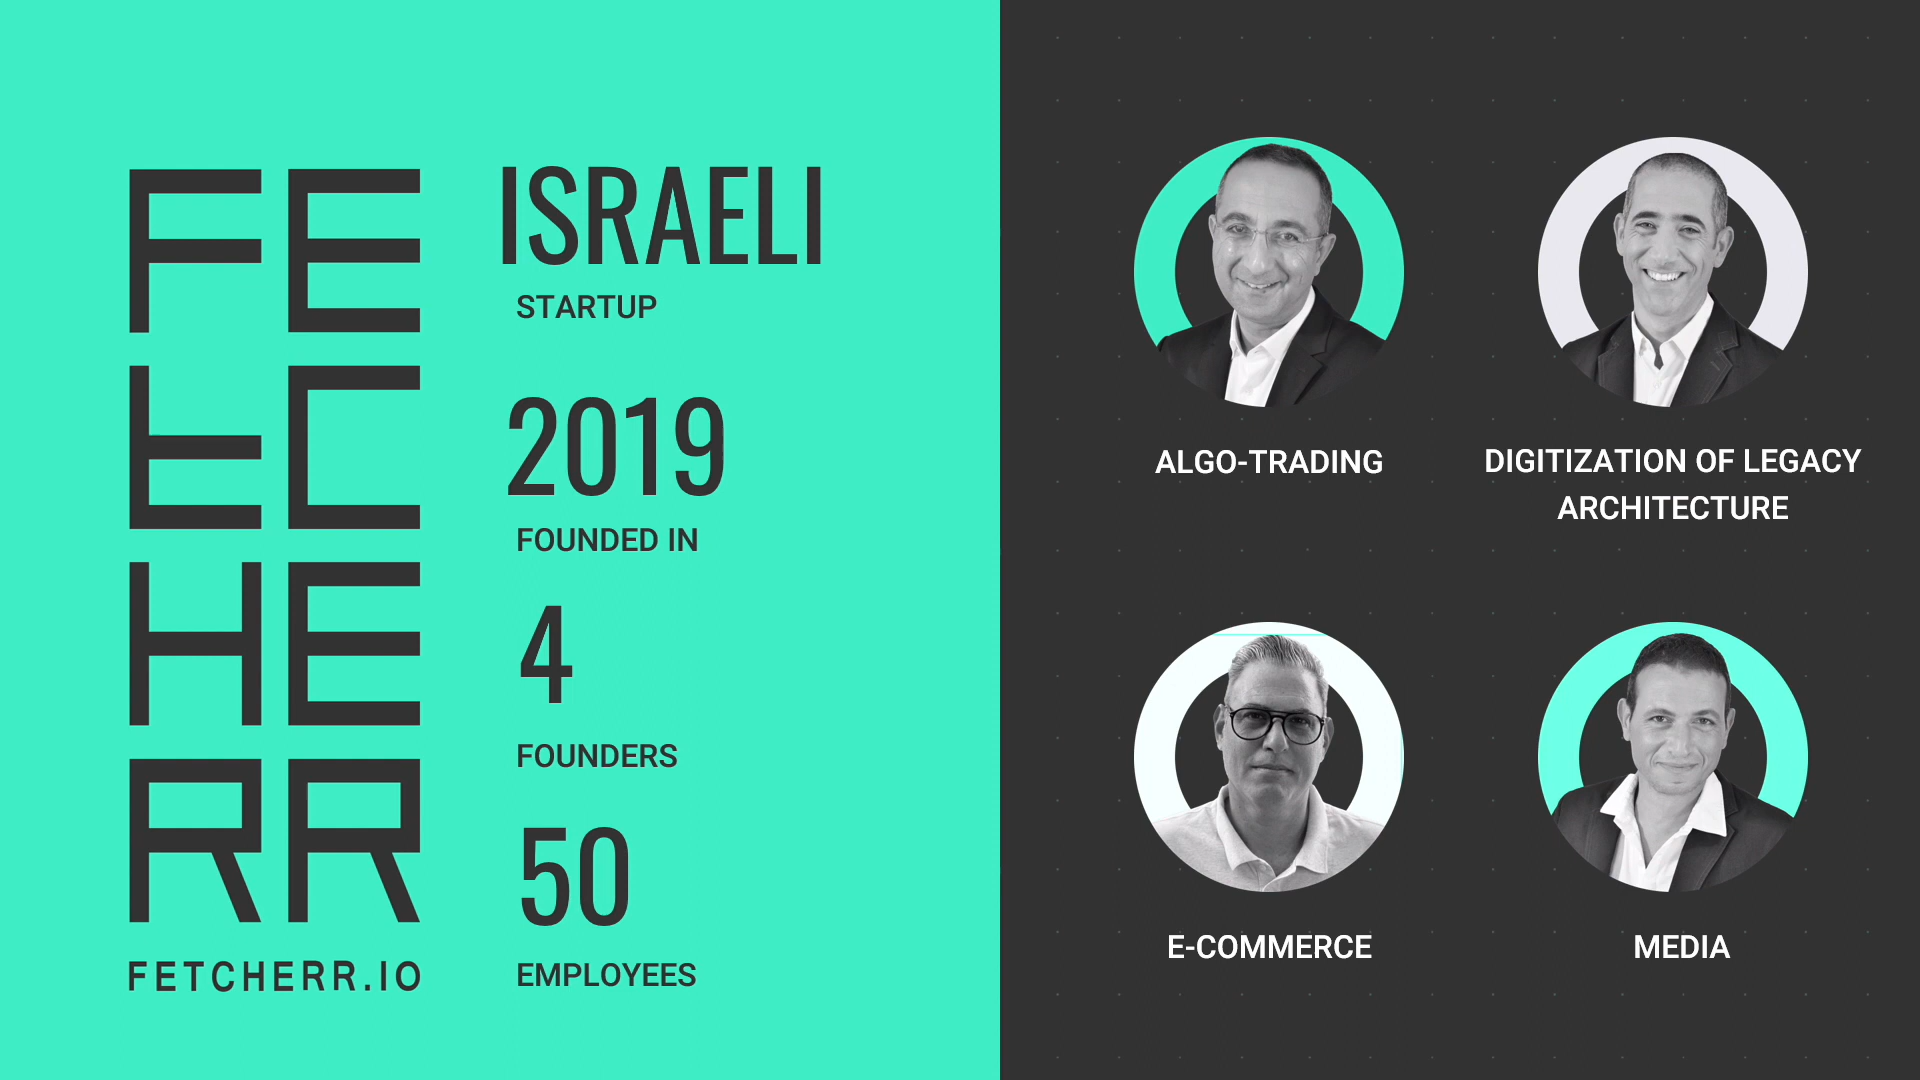 FE
TC
HE
RR
FETCHERR.IO
ISRAELI
STARTUP
2019
FOUNDED IN
4
FOUNDERS
50
EMPLOYEES
ALGO-TRADING
DIGITIZATION OF LEGACY
ARCHITECTURE
E-COMMERCE
MEDIA